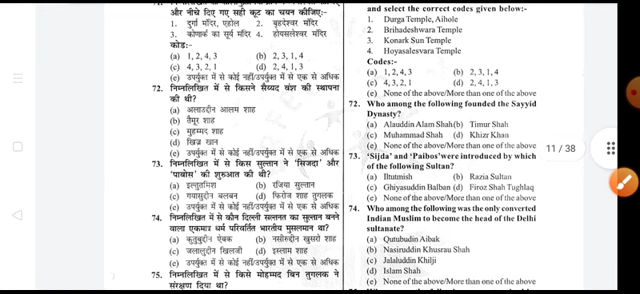 और नीचे दिए गए सही कूट का चयन कीजिए:-
1. दुर्गा मंदिर, एहोल 2. बृहदेश्वर मंदिर
3. कोणार्क का सूर्य मंदिर 4. होयसलेश्वर मंदिर
कोड:-
(a) 1, 2, 4, 3 (b) 2, 3, 1, 4
(c) 4, 3, 2, 1 (d) 2, 4, 1, 3
(e) उपर्युक्त में से कोई नहीं/उपर्युक्त में से एक से अधिक
72. निम्नलिखित में से किसने सैय्यद वंश की स्थापना
की थी?
(a) अलाउद्दीन आलम शाह
(b) तैमूर शाह
(c) मुहम्मद शाह
(d) खिज्र खान
(e) उपर्युक्त में से कोई नहीं/उपर्युक्त में से एक से अधिक
73. निम्नलिखित में से किस सुल्तान ने 'सिजदा' और
'पाबोस' की शुरुआत की थी?
(a) इल्तुतमिश (b) रजिया सुल्तान
(c) गयासुद्दीन बलबन (d) फिरोज शाह तुगलक
(e) उपर्युक्त में से कोई नहीं/उपर्युक्त में से एक से अधिक
74. निम्नलिखित में से कौन दिल्ली सल्तनत का सुल्तान बनने
वाला एकमात्र धर्म परिवर्तित भारतीय मुसलमान था?
(a) कुतुबुद्दीन ऐबक (b) नसीरुद्दीन खुसरो शाह
(c) जलालुद्दीन खिलजी (d) इस्लाम शाह
(e) उपर्युक्त में से कोई नहीं/उपर्युक्त में से एक से अधिक
75. निम्नलिखित में से किसे मोहम्मद बिन तुगलक ने
संरक्षण दिया था?
and select the correct codes given below:-
1. Durga Temple, Aihole
2. Brihadeshwara Temple
3. Konark Sun Temple
4. Hoyasalesvara Temple
Codes:-
(a) 1, 2, 4, 3 (b) 2, 3, 1, 4
(c) 4, 3, 2, 1 (d) 2, 4, 1, 3
(e) None of the above/More than one of the above
72. Who among the following founded the Sayyid
Dynasty?
(a) Alauddin Alam Shah(b) Timur Shah
(c) Muhammad Shah (d) Khizr Khan
(e) None of the above/More than one of the above
73. 'Sijda' and 'Paibos'were introduced by which
of the following Sultan?
(a) Iltutmish (b) Razia Sultan
(c) Ghiyasuddin Balban (d) Firoz Shah Tughlaq
(e) None of the above/More than one of the above
74. Who among the following was the only converted
Indian Muslim to become the head of the Delhi
sultanate?
(a) Qutubudin Aibak
(b) Nasiruddin Khusrau Shah
(c) Jalaluddin Khilji
(d) Islam Shah
(e) None of the above/More than one of the above
11 / 38